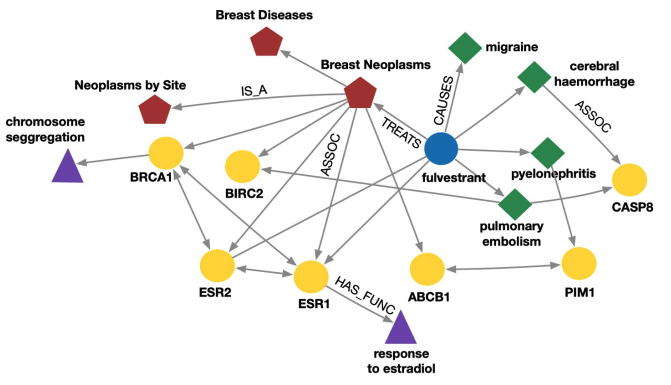 Breast Diseases
migraine
Breast Neoplasms
cerebral
haemorrhage
Neoplasms by Site
IS_A
CAUSES
ASSOC
chromosome
seggregation
TREATS
ASSOC
BRCA1
BIRC2
fulvestrant
pyelonephritis
CASP8
pulmonary
embolism
ESR2
ESR1
HAS_FUNC
ABCB1
PIM1
response
to estradiol